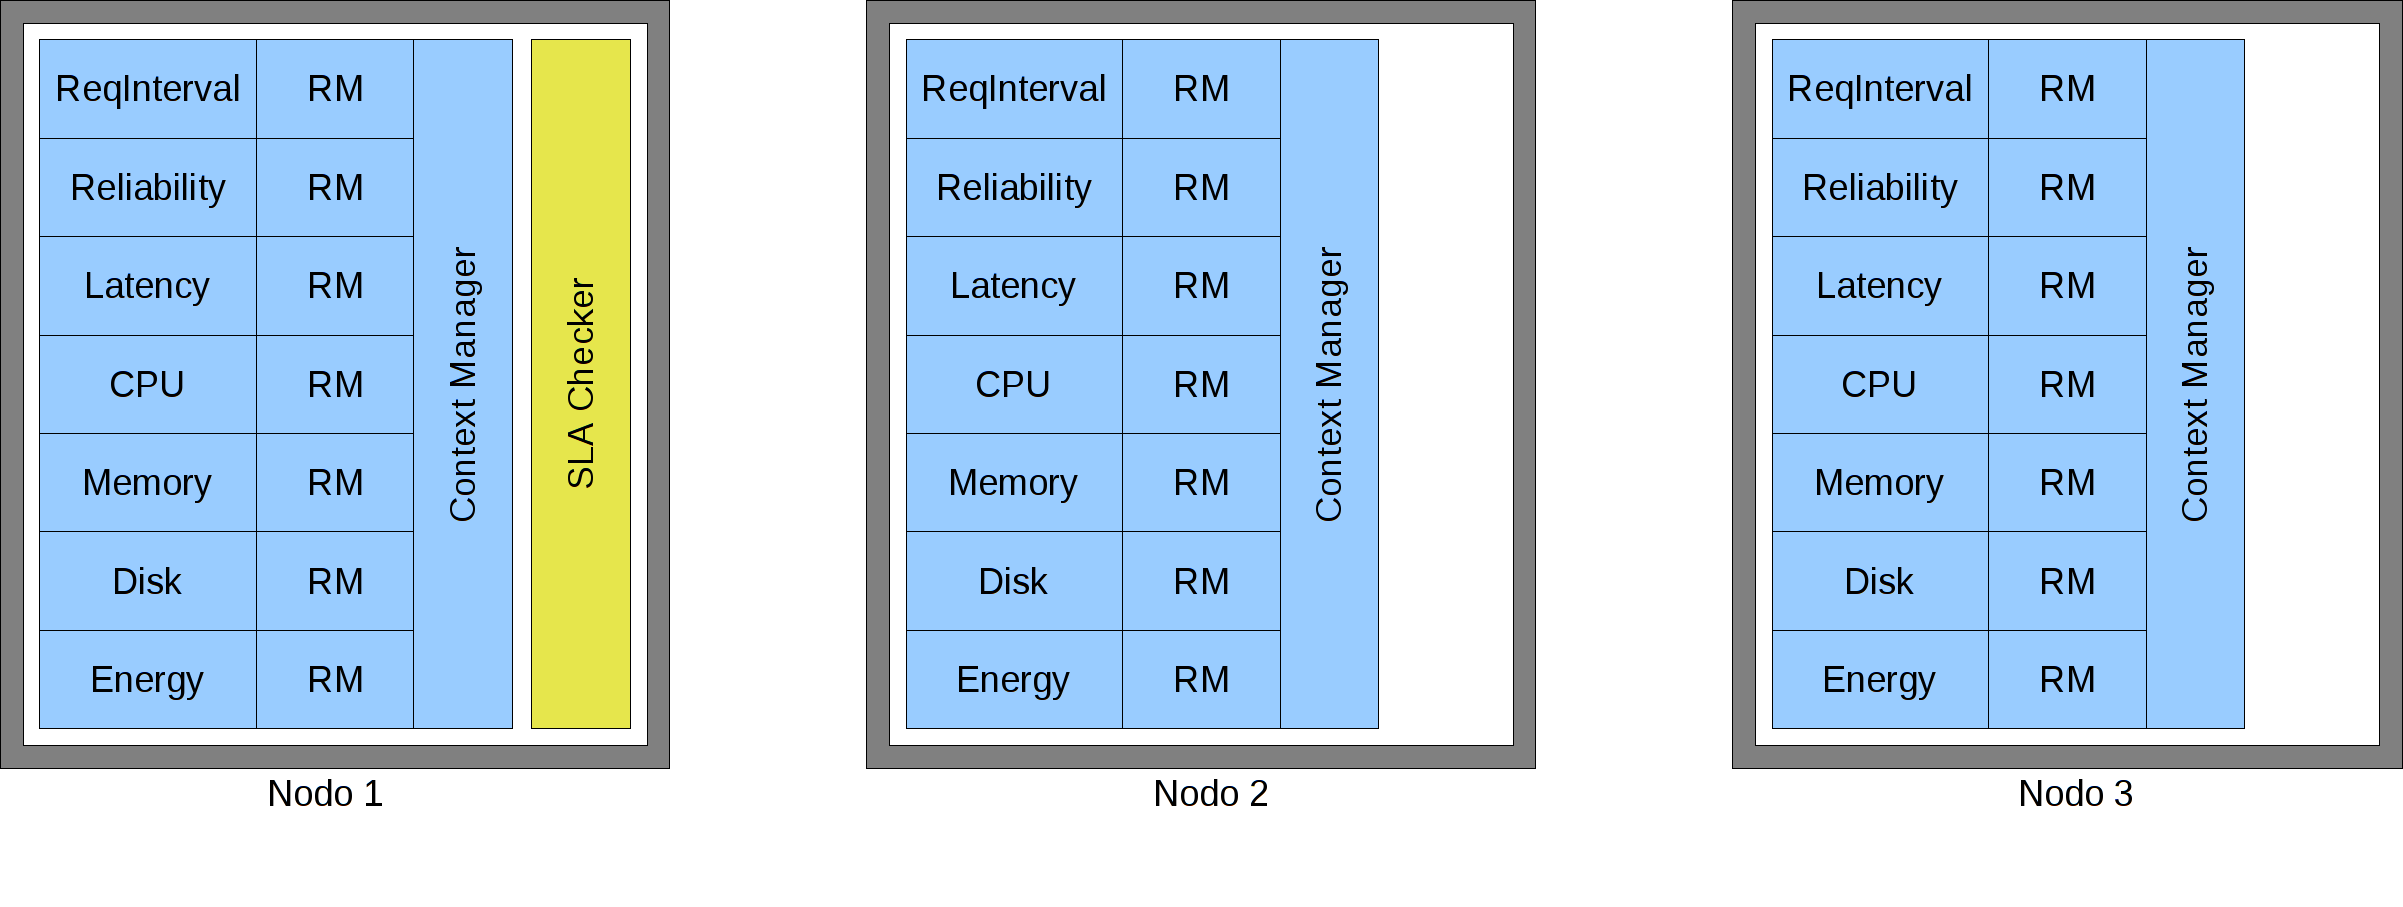 ReqInterval RM
Reliability RM
Latency RM
CPU RM
Memory RM
Disk RM
Energy RM
Context Manager
SLA Checker
Nodo 1
ReqInterval RM
Reliability RM
Latency RM
CPU RM
Memory RM
Disk RM
Energy RM
Context Manager
Nodo 2
ReqInterval RM
Reliability RM
Latency RM
CPU RM
Memory RM
Disk RM
Energy RM
Context Manager
Nodo 3